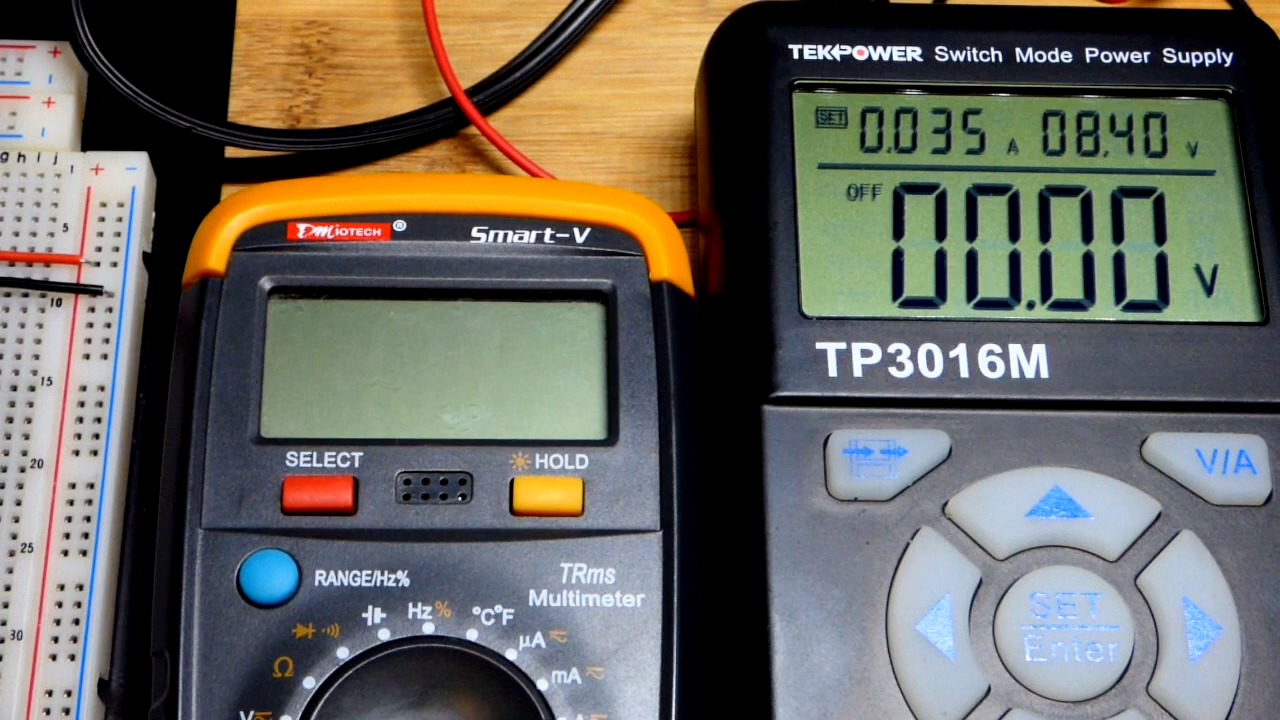 TEKPOWER Switch Mode Power Supply
SET 0.035 A 08.40 V
OFF 00.00 V
TP3016M
V/A
SET
Enter
DMiOTECH ® Smart-V
SELECT
HOLD
RANGE/Hz%
TRms
Multimeter
Hz %
°C°F
µA
mA
Ω
V
+
-
+
g h i j
1 + -
5
10
15
20
25
30